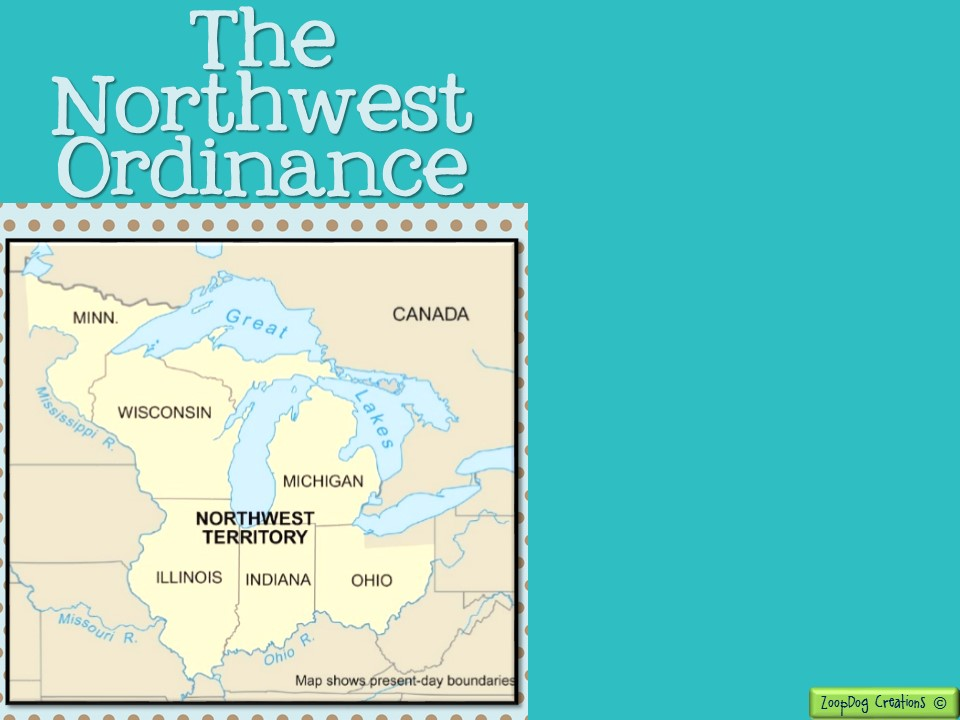 The
Northwest
Ordinance
MINN.
Great
CANADA
Mississippi R.
WISCONSIN
Lakes
MICHIGAN
NORTHWEST
TERRITORY
ILLINOIS
INDIANA
OHIO
Missouri R.
Ohio R.
Map shows present-day boundaries
ZoopDog Creations ©